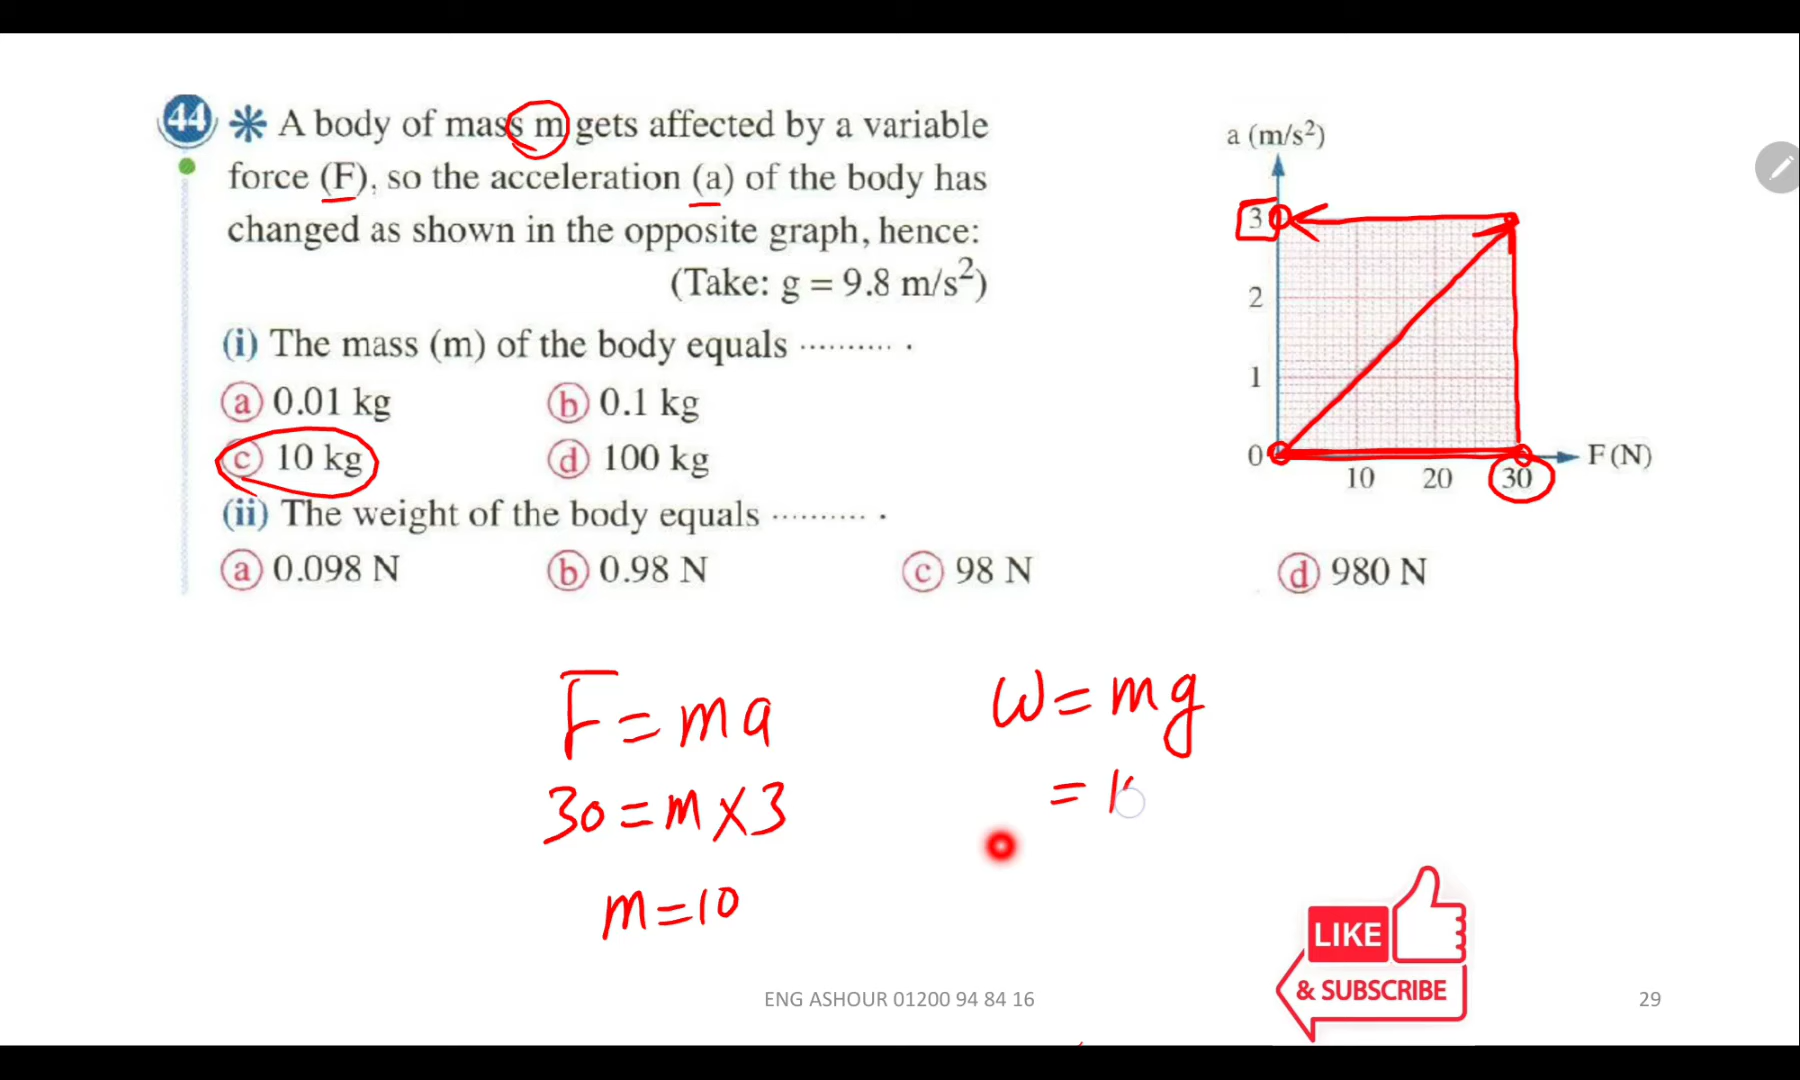 44 * A body of mass m gets affected by a variable
force (F), so the acceleration (a) of the body has
changed as shown in the opposite graph, hence:
(Take: g = 9.8 m/s²)
(i) The mass (m) of the body equals .......... .
a 0.01 kg b 0.1 kg
c 10 kg d 100 kg
(ii) The weight of the body equals .......... .
a 0.098 N b 0.98 N c 98 N d 980 N
a (m/s²)
3
2
1
0
10 20 30
F (N)
F = ma
30 = m × 3
m = 10
W = mg
= 1
LIKE
& SUBSCRIBE
ENG ASHOUR 01200 94 84 16
29